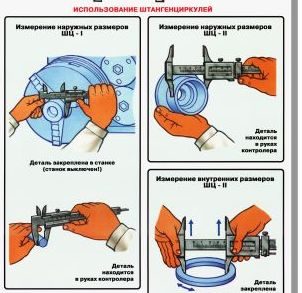 ИСПОЛЬЗОВАНИЕ ШТАНГЕНЦИРКУЛЕЙ
Измерение наружных размеров
ШЦ - I
Деталь закреплена в станке
(станок выключен!)
Деталь
находится
в руках контролера
Измерение наружных размеров
ШЦ - II
Деталь
находится
в руках
контролера
Измерение внутренних размеров
ШЦ - II
Деталь
закреплена